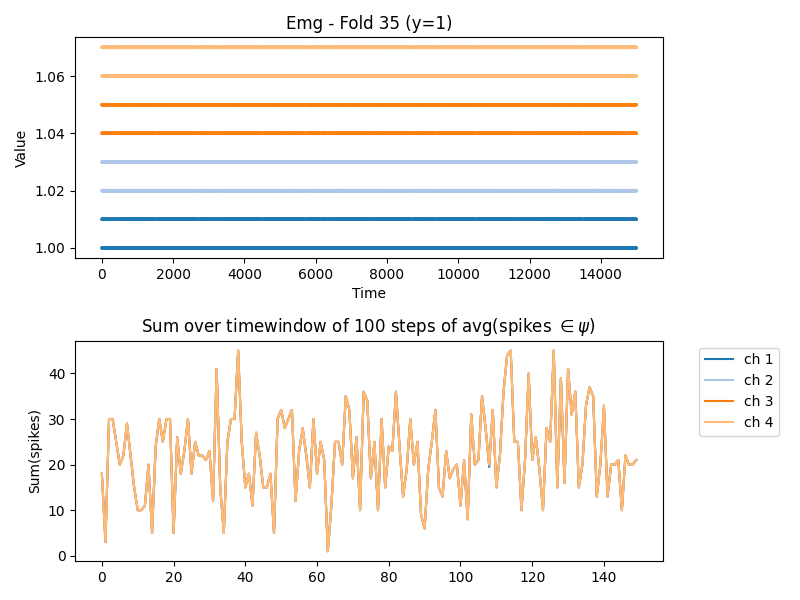 Emg - Fold 35 (y=1)
1.06
1.04
1.02
1.00
Value
0 2000 4000 6000 8000 10000 12000 14000
Time
Sum over timewindow of 100 steps of avg(spikes ∈ψ)
40
30
20
10
0
Sum(spikes)
0 20 40 60 80 100 120 140
ch 1
ch 2
ch 3
ch 4